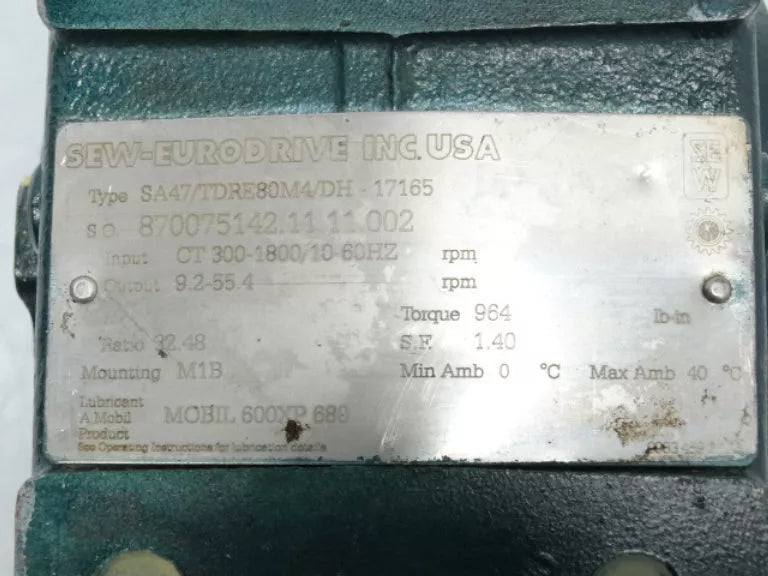 SEW-EURODRIVE INC. USA
SEW
Type SA47/TDRE80M4/DH - 17165
S.O. 870075142.11.11.002
Input CT 300-1800/10-60HZ rpm
Output 9.2-55.4 rpm
Torque 964 lb-in
Ratio 32.48 S.F. 1.40
Mounting M1B Min Amb 0 °C Max Amb 40 °C
Lubricant
A Mobil MOBIL 600XP 680
Product
See Operating Instructions for lubrication details